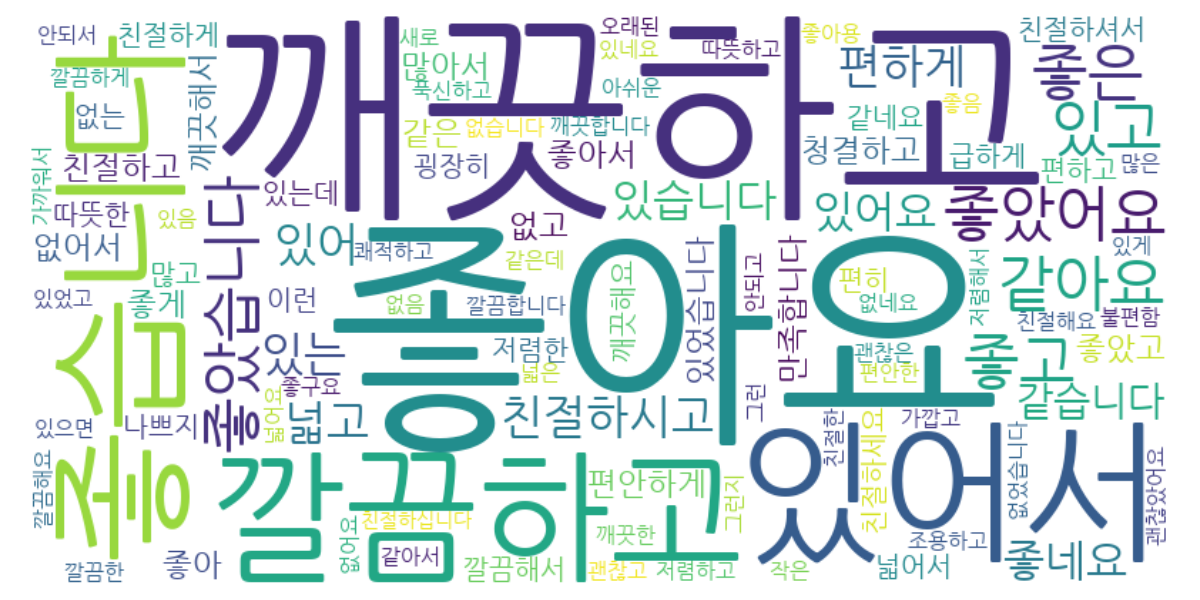 안되서
친절하게
깔끔하게
없는
깨끗해서
친절하고
가까워서
따뜻한
있음
없어서
많고
있었고
좋게
좋습니다
깨끗하고
새로
오래된
있네요
따뜻하고
좋아용
친절하셔서
많아서
푹신하고
아쉬운
편하게
좋은
같은
없습니다
깨끗합니다
같네요
좋음
있고
굉장히
좋아서
청결하고
급하게
편하고
많은
있는데
없고
있습니다
있어요
좋았어요
있어
쾌적하고
같은데
있게
좋았습니다
이런
없음
깔끔합니다
좋아요
깨끗해요
있었습니다
안되고
만족합니다
편히
없네요
저렴해서
같아요
친절해요
불편함
있는
저렴한
넓은
괜찮은
편안한
좋고
좋았고
좋구요
그런
같습니다
있으면
나쁘지
넓어요
넓고
친절하시고
친절한
가깝고
친절하세요
깔끔해요
깔끔하고
편안하게
그런지
있어서
없었습니다
괜찮았어요
친절하십니다
없어요
깨끗한
조용하고
깔끔한
좋아
같아서
깔끔해서
괜찮고
저렴하고
작은
넓어서
좋네요